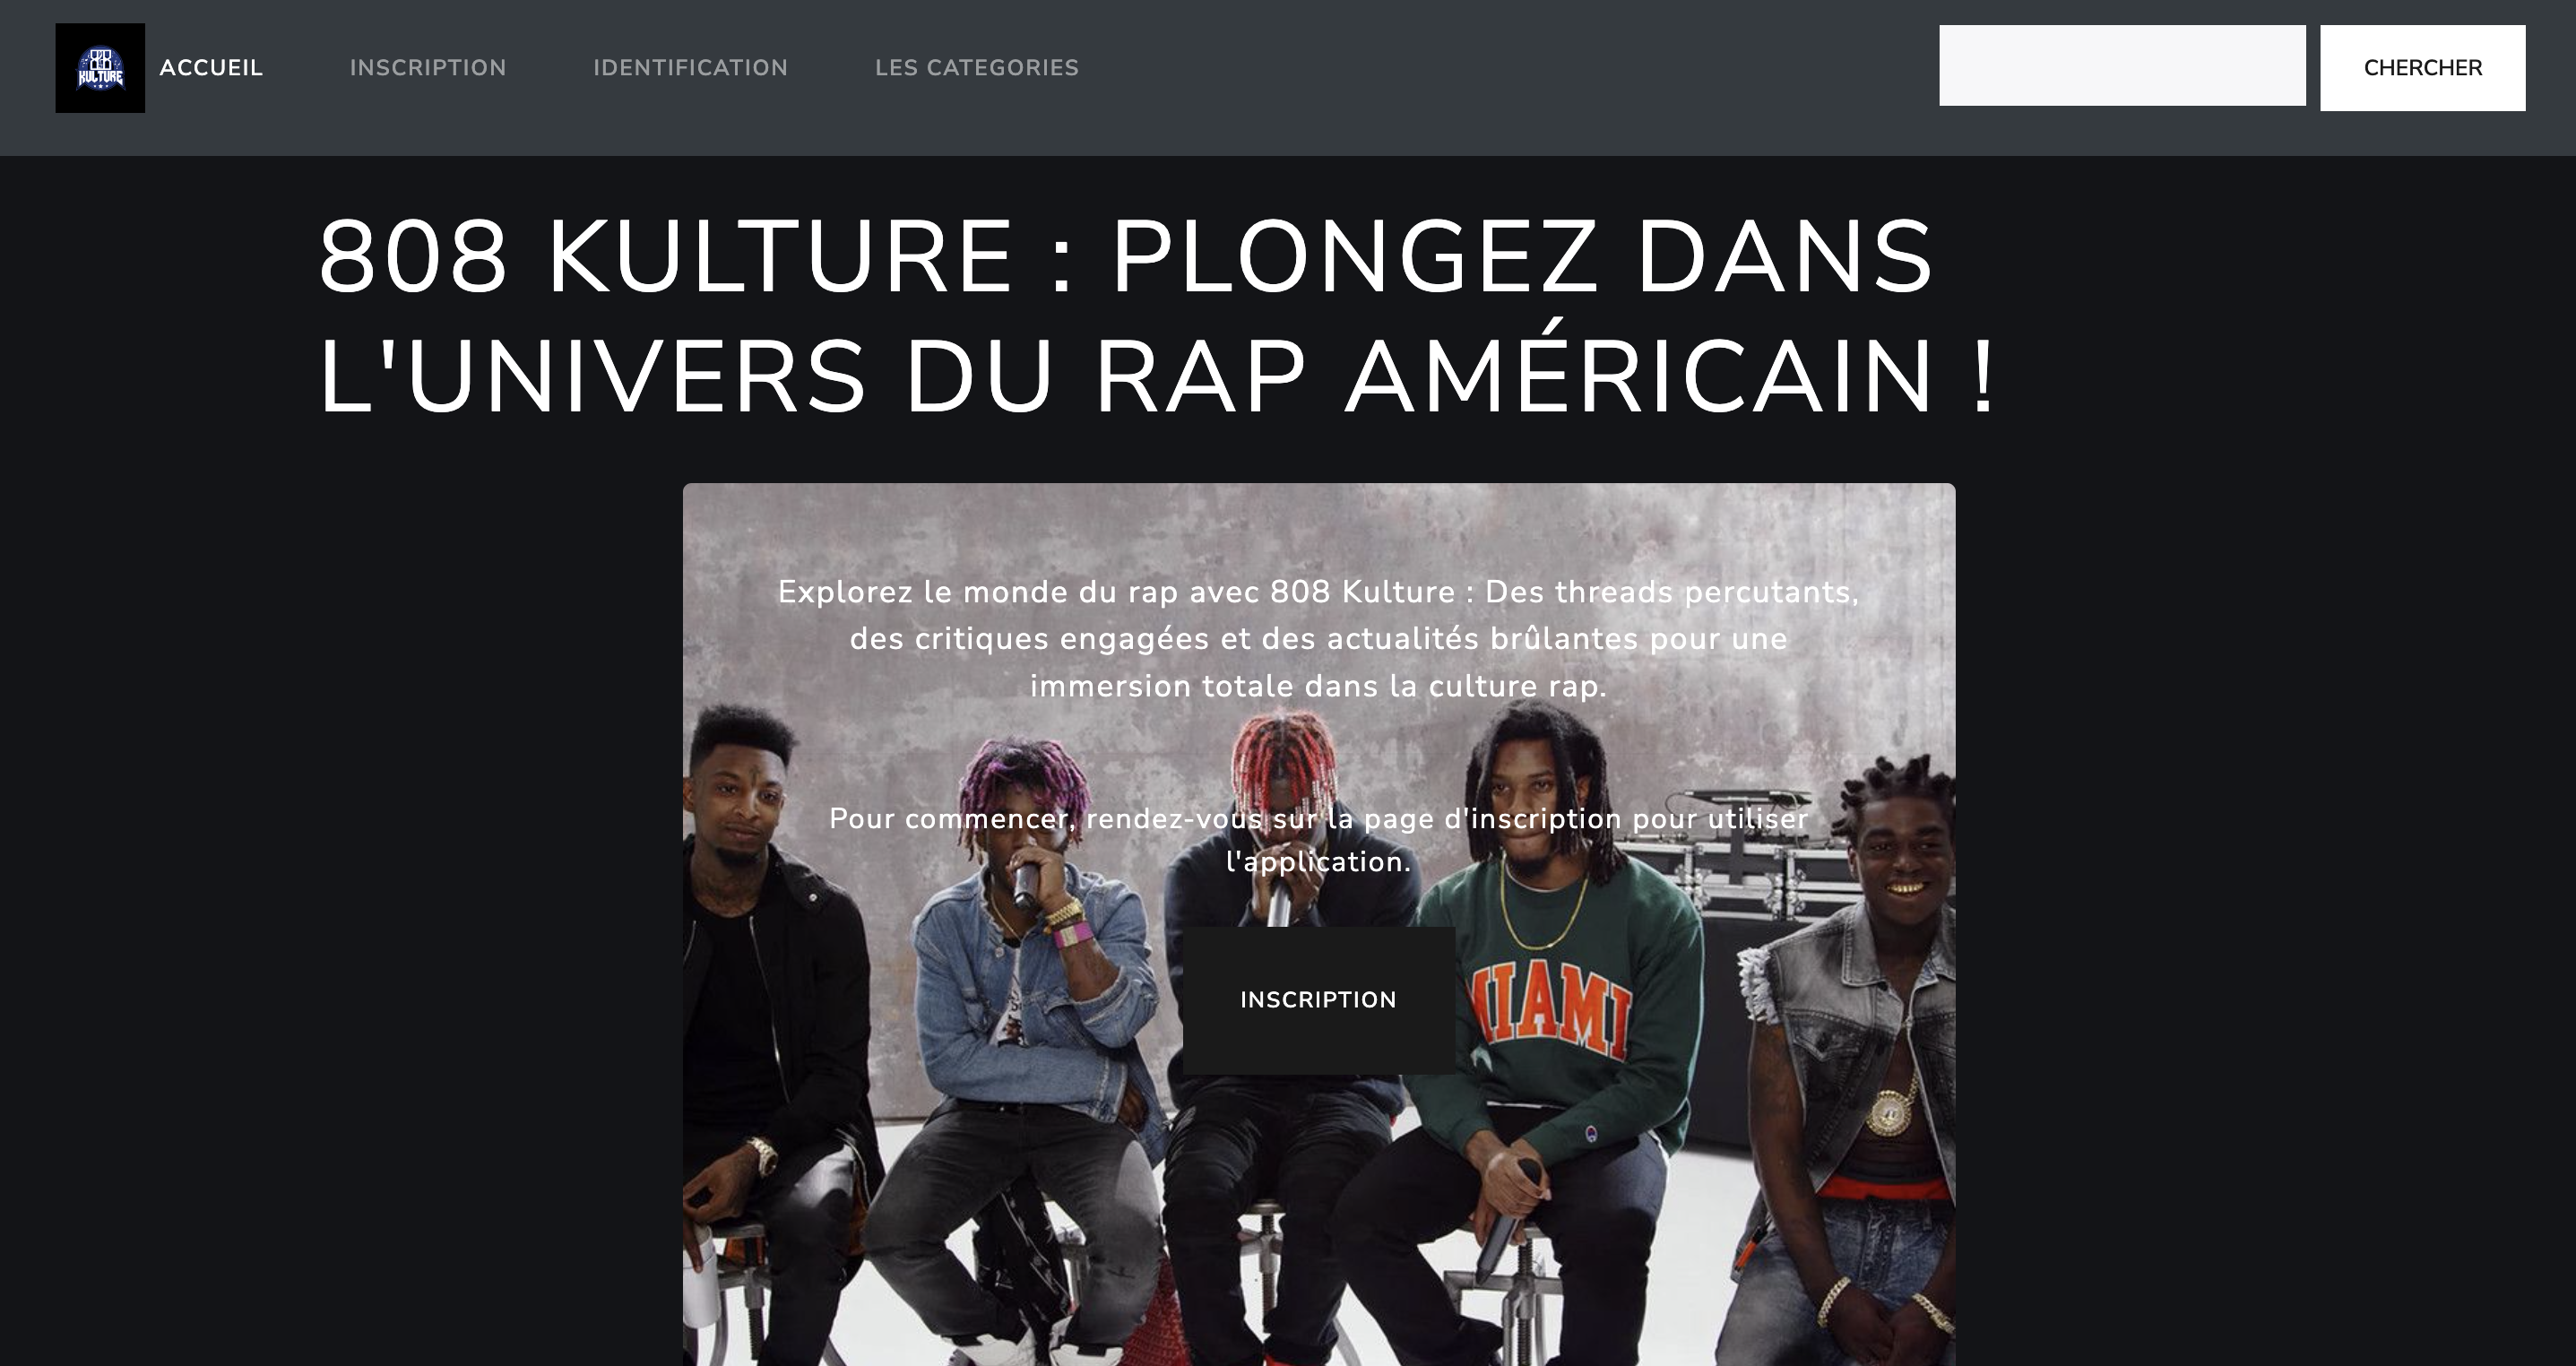 808
KULTURE
ACCUEIL INSCRIPTION IDENTIFICATION LES CATEGORIES CHERCHER
808 KULTURE : PLONGEZ DANS
L'UNIVERS DU RAP AMÉRICAIN !
Explorez le monde du rap avec 808 Kulture : Des threads percutants,
des critiques engagées et des actualités brûlantes pour une
immersion totale dans la culture rap.
Pour commencer, rendez-vous sur la page d'inscription pour utiliser
l'application.
INSCRIPTION
MIAMI